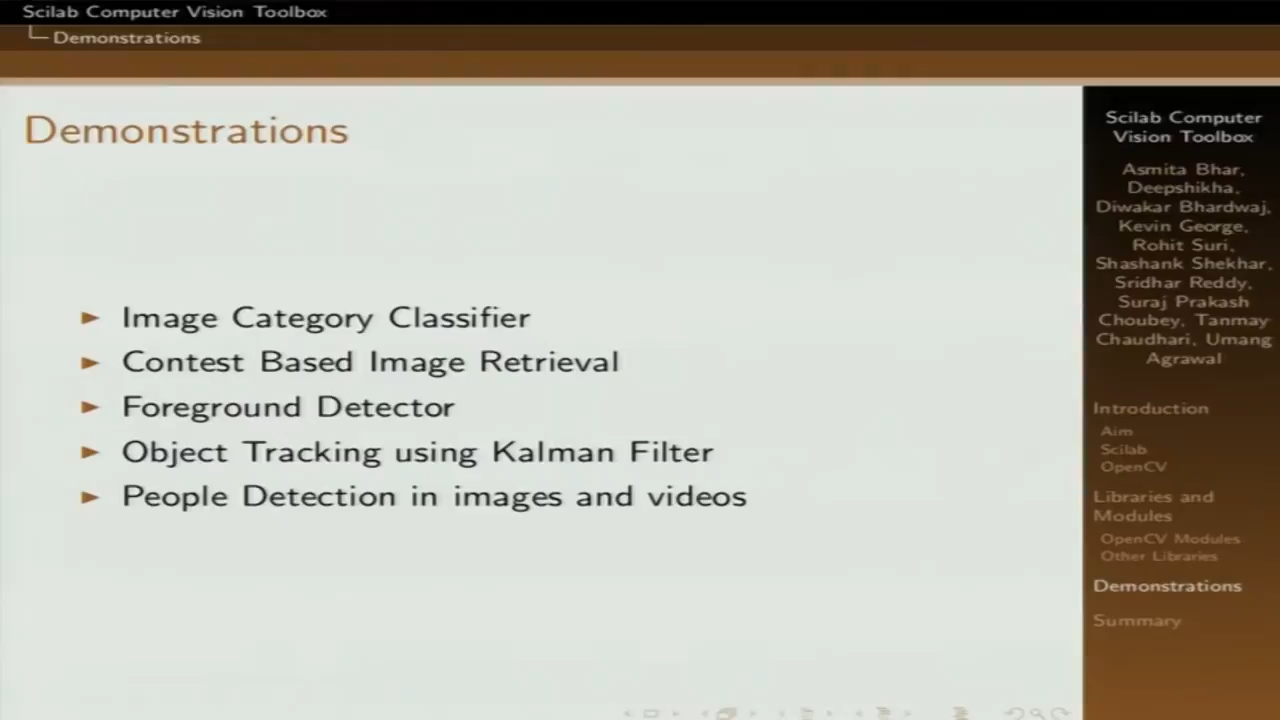 Scilab Computer Vision Toolbox
Demonstrations
Demonstrations
Image Category Classifier
Contest Based Image Retrieval
Foreground Detector
Object Tracking using Kalman Filter
People Detection in images and videos
Scilab Computer
Vision Toolbox
Asmita Bhar,
Deepshikha,
Diwakar Bhardwaj,
Kevin George,
Rohit Suri,
Shashank Shekhar,
Sridhar Reddy,
Suraj Prakash
Choubey, Tanmay
Chaudhari, Umang
Agrawal
Introduction
Aim
Scilab
OpenCV
Libraries and
Modules
OpenCV Modules
Other Libraries
Demonstrations
Summary